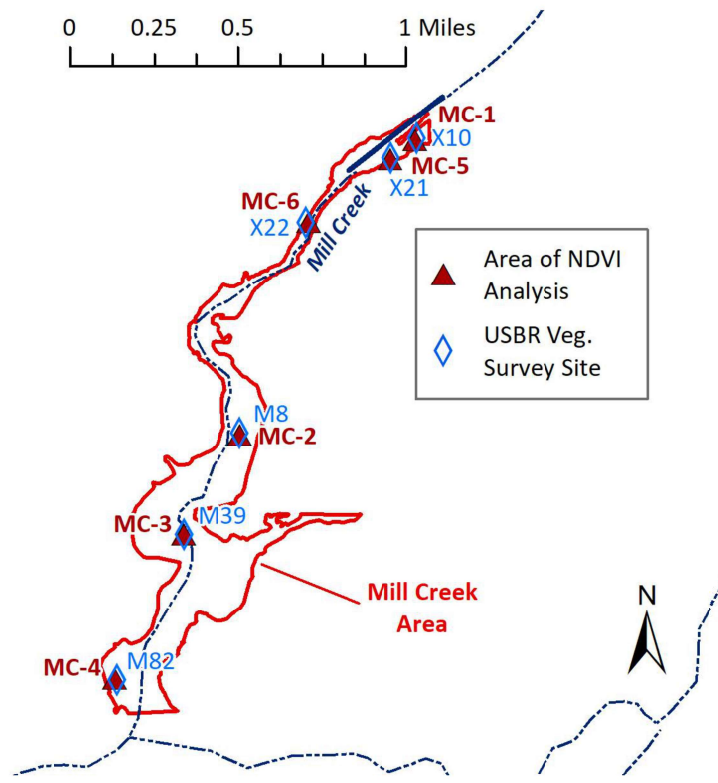 0 0.25 0.5 1 Miles
MC-1
X10
MC-5
X21
MC-6
X22
Mill Creek
Area of NDVI
Analysis
USBR Veg.
Survey Site
M8
MC-2
M39
MC-3
Mill Creek
Area
N
M82
MC-4